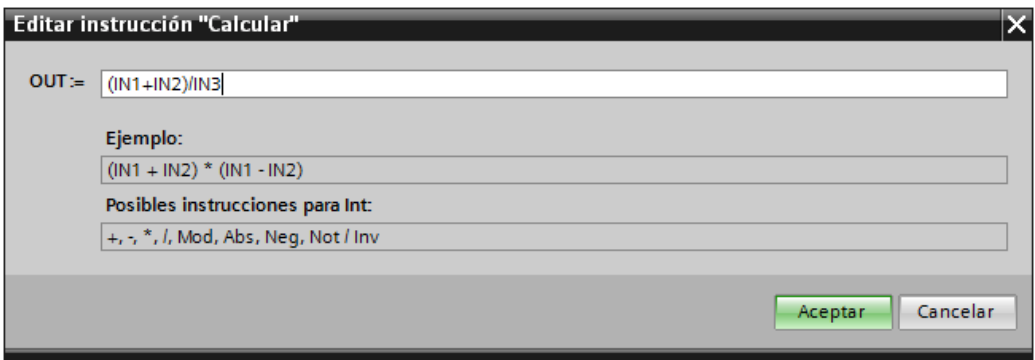 Editar instrucción "Calcular"
OUT:= (IN1+IN2)/IN3
Ejemplo:
(IN1 + IN2) * (IN1 - IN2)
Posibles instrucciones para Int:
+, -, *, /, Mod, Abs, Neg, Not / Inv
Aceptar Cancelar